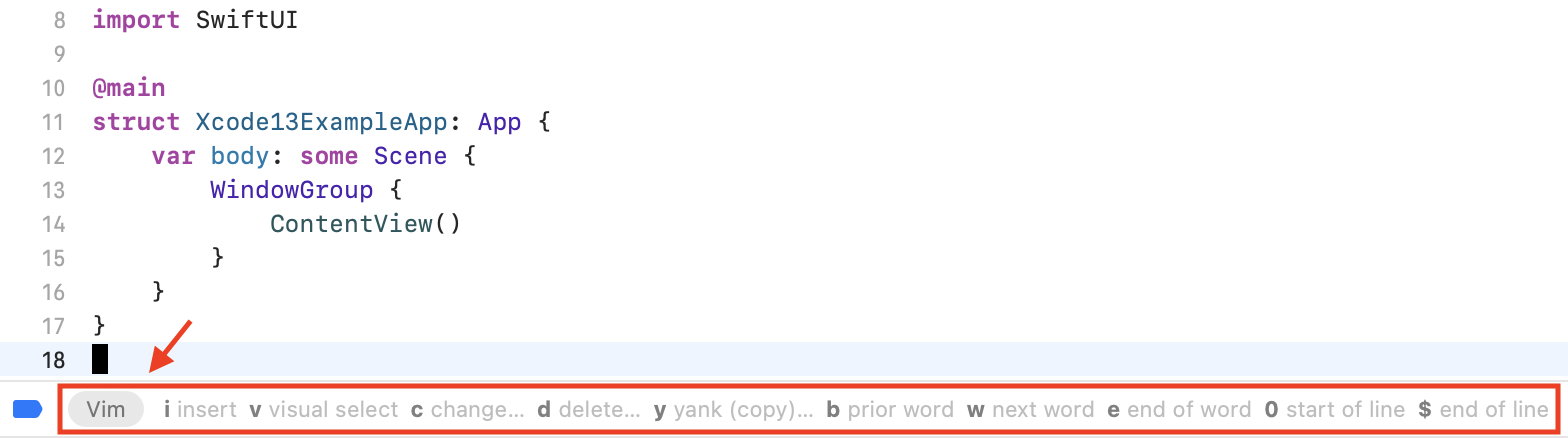 8 import SwiftUI
9
10 @main
11 struct Xcode13ExampleApp: App {
12     var body: some Scene {
13         WindowGroup {
14             ContentView()
15         }
16     }
17 }
18
Vim i insert v visual select c change... d delete... y yank (copy)... b prior word w next word e end of word 0 start of line $ end of line